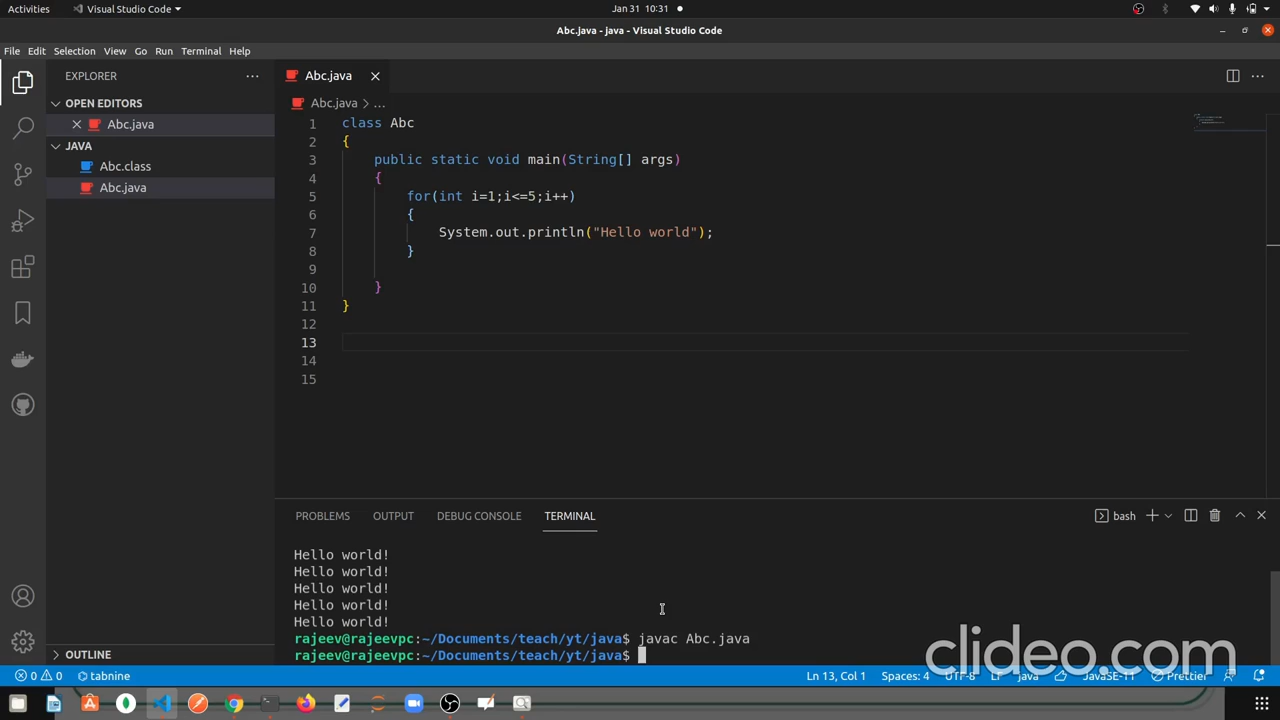 Activities
Visual Studio Code
Jan 31 10:31
Abc.java - java - Visual Studio Code
File Edit Selection View Go Run Terminal Help
EXPLORER
Abc.java
OPEN EDITORS
Abc.java > ...
Abc.java
JAVA
Abc.class
Abc.java
1 class Abc
2 {
3 public static void main(String[] args)
4 {
5 for(int i=1;i<=5;i++)
6 {
7 System.out.println("Hello world");
8 }
9
10 }
11 }
12
13
14
15
PROBLEMS OUTPUT DEBUG CONSOLE TERMINAL
bash
Hello world!
Hello world!
Hello world!
Hello world!
Hello world!
rajeev@rajeevpc:~/Documents/teach/yt/java$ javac Abc.java
rajeev@rajeevpc:~/Documents/teach/yt/java$
OUTLINE
clideo.com
0 0 tabnine
Ln 13, Col 1 Spaces: 4 UTF-8 LF java JavaSE-11 Prettier